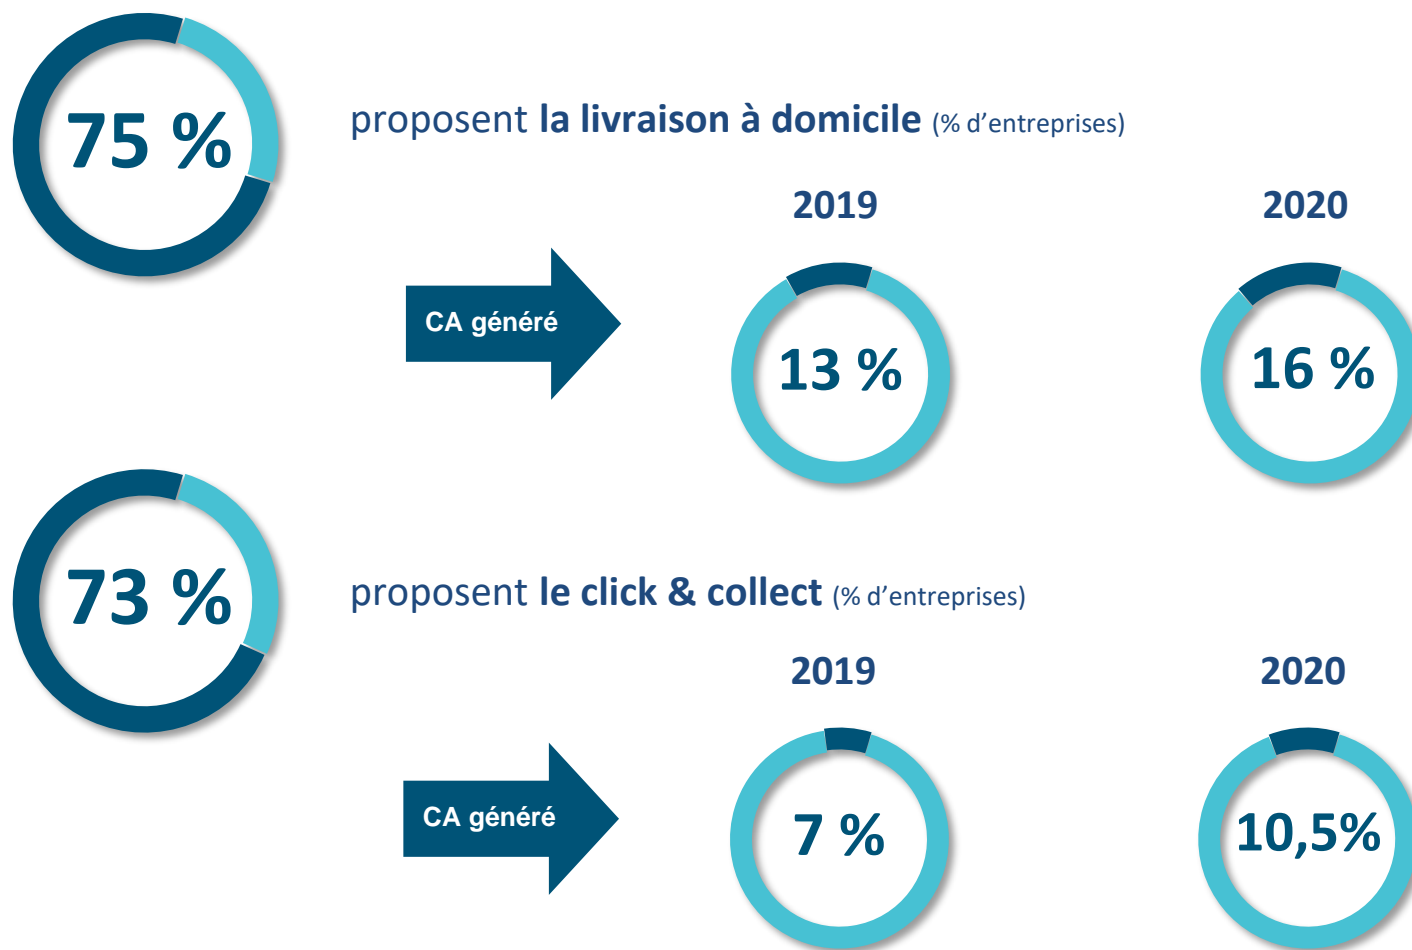 75 %
proposent la livraison à domicile (% d’entreprises)
2019
2020
CA généré
13 %
16 %
73 %
proposent le click & collect (% d’entreprises)
2019
2020
CA généré
7 %
10,5%